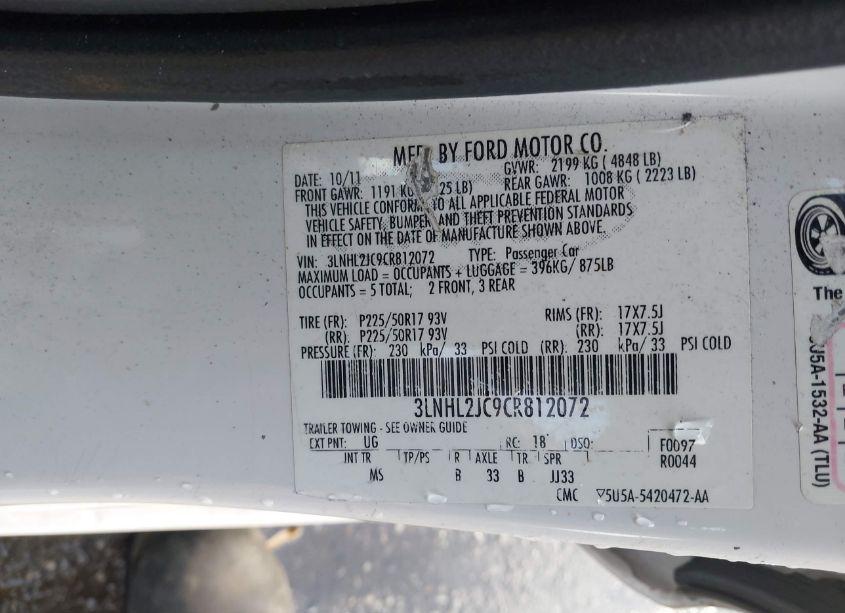 MFD. BY FORD MOTOR CO.
DATE: 10/11 GVWR: 2199 KG ( 4848 LB)
FRONT GAWR: 1191 KG 25 LB) REAR GAWR: 1008 KG ( 2223 LB)
THIS VEHICLE CONFORMS TO ALL APPLICABLE FEDERAL MOTOR
VEHICLE SAFETY, BUMPER AND THEFT PREVENTION STANDARDS
IN EFFECT ON THE DATE OF MANUFACTURE SHOWN ABOVE.
VIN: 3LNHL2JC9CR812072 TYPE: Passenger Car
MAXIMUM LOAD = OCCUPANTS + LUGGAGE = 396KG/ 875LB
OCCUPANTS = 5 TOTAL; 2 FRONT, 3 REAR
TIRE (FR): P225/50R17 93V RIMS (FR): 17X7.5J
(RR): P225/50R17 93V (RR): 17X7.5J
PRESSURE (FR): 230 kPa/ 33 PSI COLD (RR): 230 kPa/ 33 PSI COLD
3LNHL2JC9CR812072
TRAILER TOWING - SEE OWNER GUIDE
EXT PNT: UG RC: 18 DSO: F0097
INT TR TP/PS R AXLE TR SPR R0044
MS B 33 B JJ33
CMC ▽5U5A-5420472-AA
The
5U5A-1532-AA (TLU)